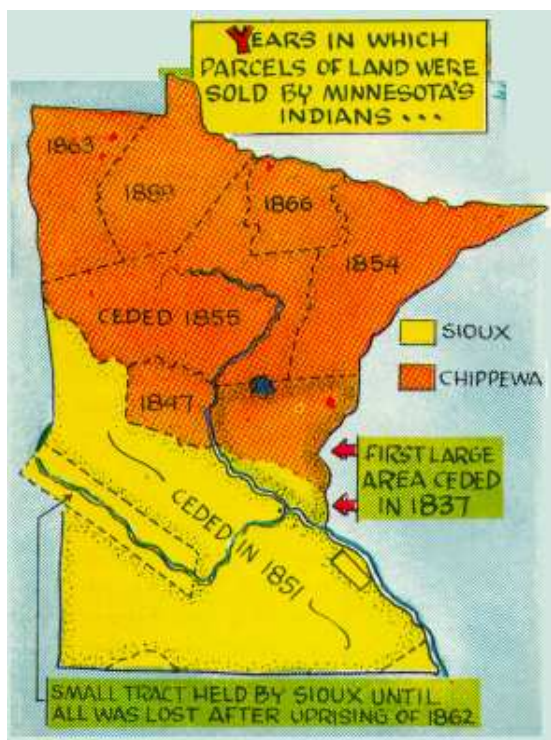 YEARS IN WHICH
PARCELS OF LAND WERE
SOLD BY MINNESOTA'S
INDIANS ...
1863
1889
1866
1854
CEDED 1855
SIOUX
CHIPPEWA
1847
FIRST LARGE
AREA CEDED
IN 1837
CEDED IN 1851
SMALL TRACT HELD BY SIOUX UNTIL
ALL WAS LOST AFTER UPRISING OF 1862